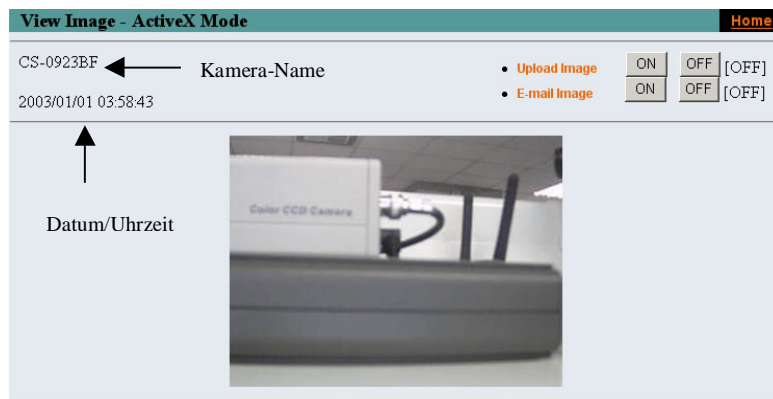 View Image - ActiveX Mode Home
CS-0923BF Kamera-Name
Upload Image ON OFF [OFF]
E-mail Image ON OFF [OFF]
2003/01/01 03:58:43
Datum/Uhrzeit
Color CCD Camera